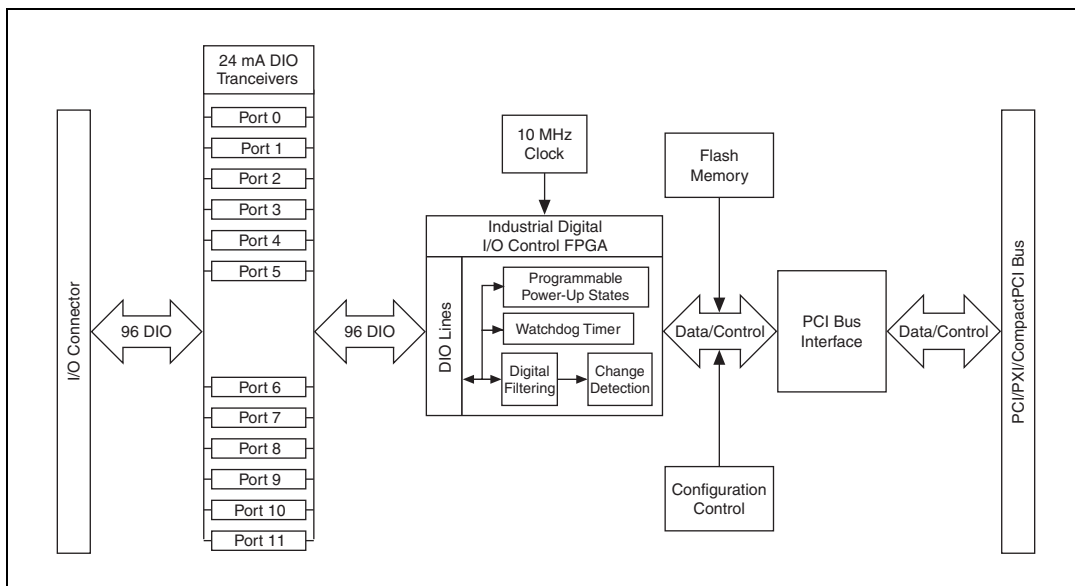 I/O Connector
96 DIO
24 mA DIO
Tranceivers
Port 0
Port 1
Port 2
Port 3
Port 4
Port 5
Port 6
Port 7
Port 8
Port 9
Port 10
Port 11
96 DIO
10 MHz
Clock
Industrial Digital
I/O Control FPGA
DIO Lines
Programmable
Power-Up States
Watchdog Timer
Digital
Filtering
Change
Detection
Flash
Memory
Data/Control
Configuration
Control
PCI Bus
Interface
Data/Control
PCI/PXI/CompactPCI Bus